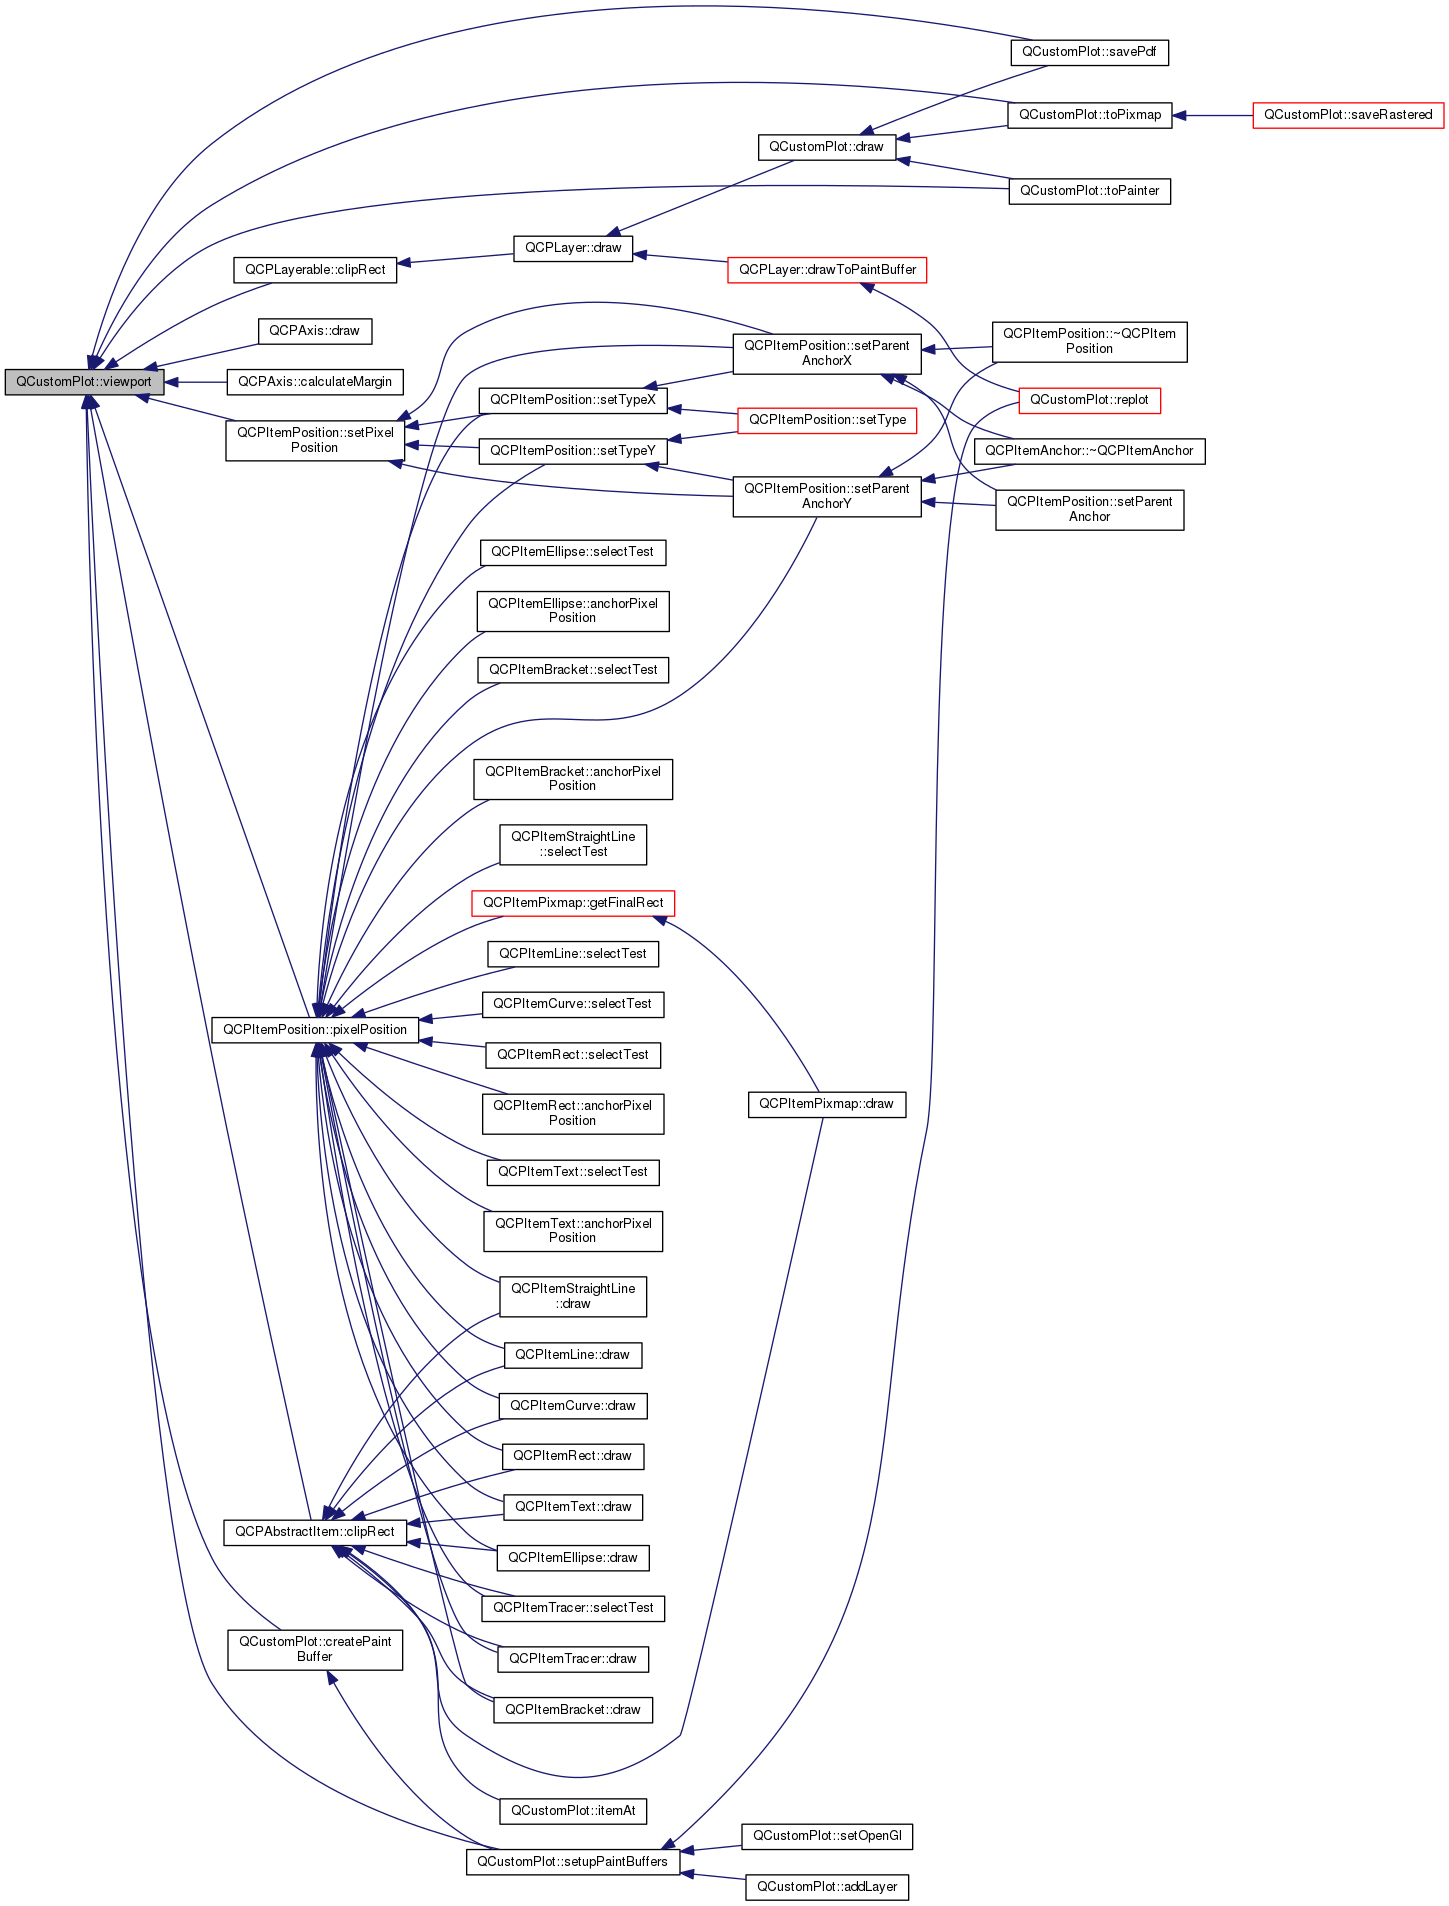 QCustomPlot::savePdf
QCustomPlot::toPixmap
QCustomPlot::saveRastered
QCustomPlot::draw
QCustomPlot::toPainter
QCPLayer::draw
QCPLayerable::clipRect
QCPLayer::drawToPaintBuffer
QCPAxis::draw
QCPItemPosition::~QCPItem
Position
QCPItemPosition::setParent
AnchorX
QCustomPlot::viewport
QCPAxis::calculateMargin
QCPItemPosition::setTypeX
QCustomPlot::replot
QCPItemPosition::setPixel
Position
QCPItemPosition::setType
QCPItemPosition::setTypeY
QCPItemAnchor::~QCPItemAnchor
QCPItemPosition::setParent
AnchorY
QCPItemPosition::setParent
Anchor
QCPItemEllipse::selectTest
QCPItemEllipse::anchorPixel
Position
QCPItemBracket::selectTest
QCPItemBracket::anchorPixel
Position
QCPItemStraightLine
::selectTest
QCPItemPixmap::getFinalRect
QCPItemLine::selectTest
QCPItemCurve::selectTest
QCPItemPosition::pixelPosition
QCPItemRect::selectTest
QCPItemRect::anchorPixel
Position
QCPItemPixmap::draw
QCPItemText::selectTest
QCPItemText::anchorPixel
Position
QCPItemStraightLine
::draw
QCPItemLine::draw
QCPItemCurve::draw
QCPItemRect::draw
QCPItemText::draw
QCPAbstractItem::clipRect
QCPItemEllipse::draw
QCPItemTracer::selectTest
QCustomPlot::createPaint
Buffer
QCPItemTracer::draw
QCPItemBracket::draw
QCustomPlot::itemAt
QCustomPlot::setOpenGl
QCustomPlot::setupPaintBuffers
QCustomPlot::addLayer